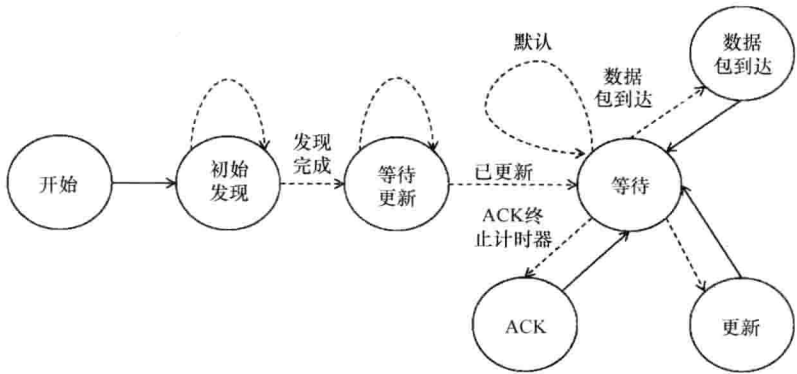 默认
数据
包到达
数据
包到达
开始
初始
发现
发现
完成
等待
更新
已更新
等待
ACK终
止计时器
ACK
更新